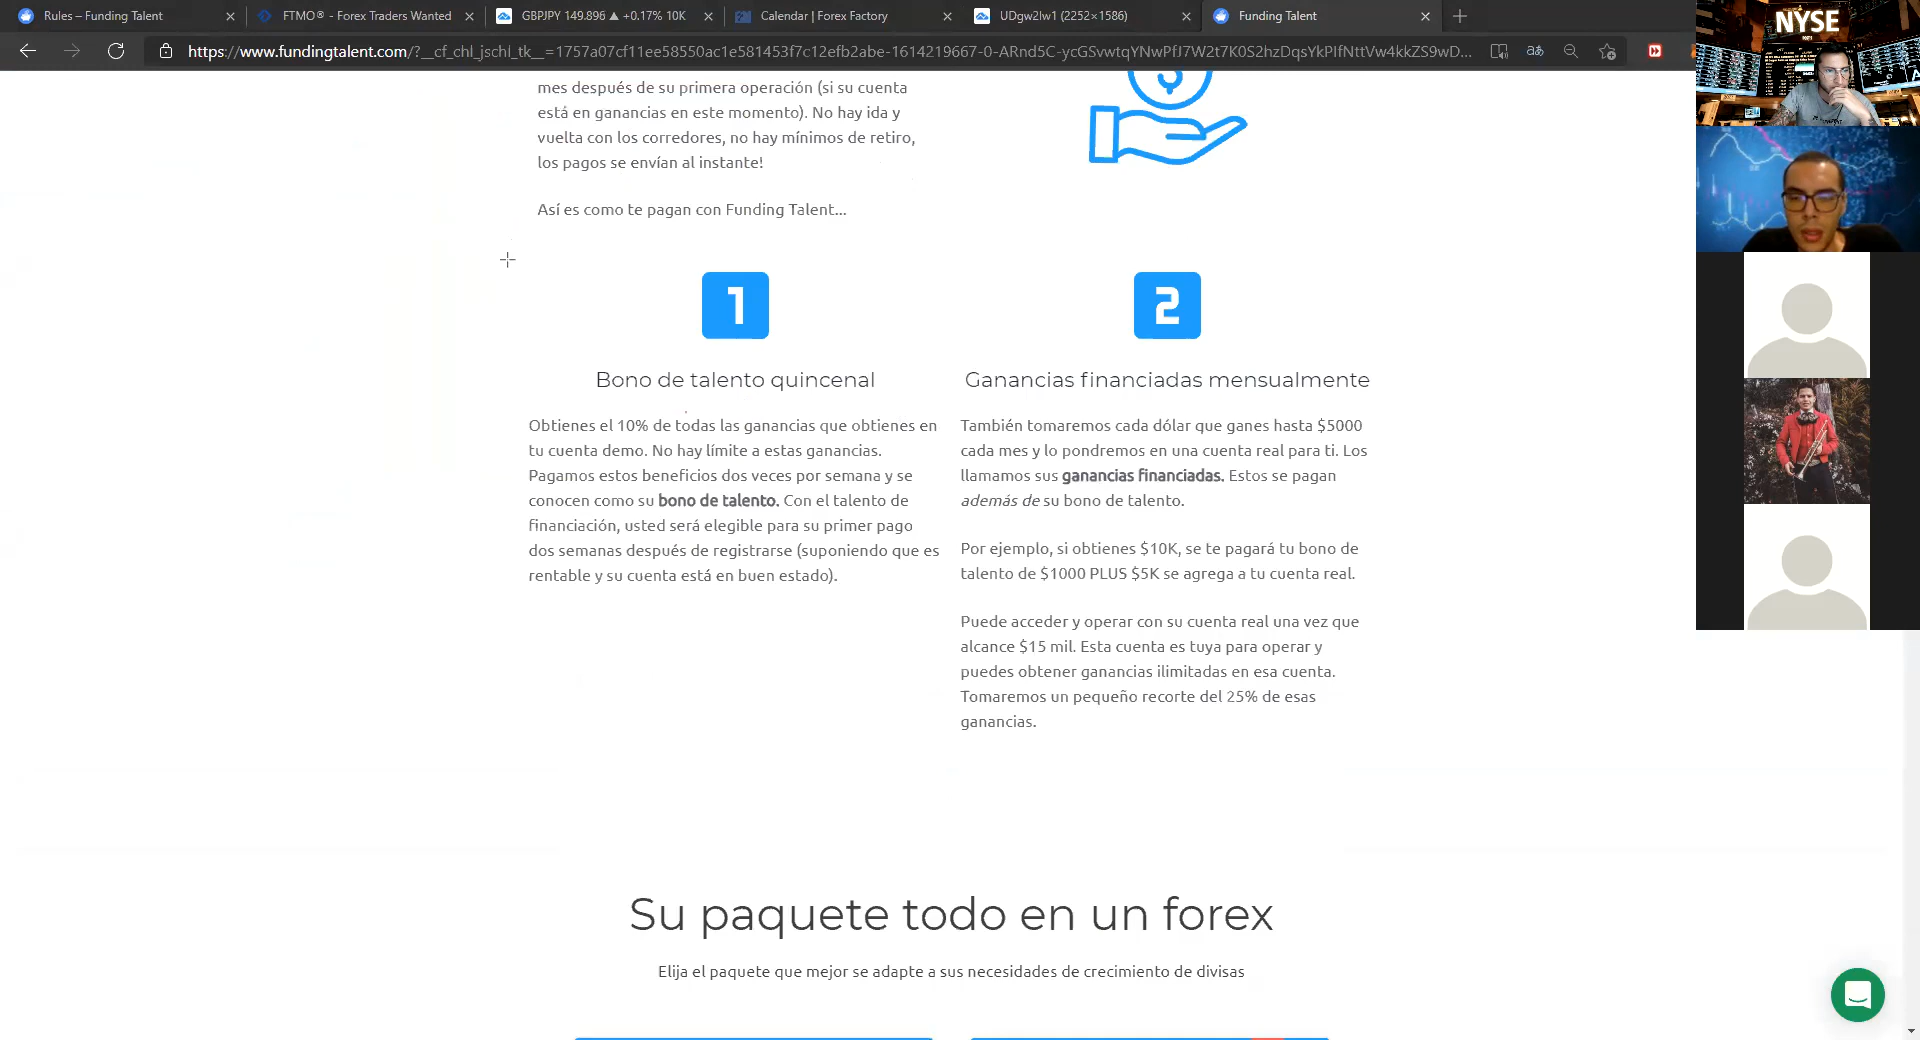 Rules – Funding Talent
FTMO® - Forex Traders Wanted
GBPJPY 149.896 ▲ +0.17% 10K
Calendar | Forex Factory
UDgw2lw1 (2252×1586)
Funding Talent
https://www.fundingtalent.com/?__cf_chl_jschl_tk__=1757a07cf11ee58550ac1e581453f7c12efb2abe-1614219667-0-ARnd5C-ycGSvwtqYNwPfJ7W2t7K0S2hzDqsYkPIfNttVw4kkZS9wD...
NYSE
mes después de su primera operación (si su cuenta
está en ganancias en este momento). No hay ida y
vuelta con los corredores, no hay mínimos de retiro,
los pagos se envían al instante!
Así es como te pagan con Funding Talent...
1
Bono de talento quincenal
Obtienes el 10% de todas las ganancias que obtienes en
tu cuenta demo. No hay límite a estas ganancias.
Pagamos estos beneficios dos veces por semana y se
conocen como su bono de talento. Con el talento de
financiación, usted será elegible para su primer pago
dos semanas después de registrarse (suponiendo que es
rentable y su cuenta está en buen estado).
2
Ganancias financiadas mensualmente
También tomaremos cada dólar que ganes hasta $5000
cada mes y lo pondremos en una cuenta real para ti. Los
llamamos sus ganancias financiadas. Estos se pagan
además de su bono de talento.
Por ejemplo, si obtienes $10K, se te pagará tu bono de
talento de $1000 PLUS $5K se agrega a tu cuenta real.
Puede acceder y operar con su cuenta real una vez que
alcance $15 mil. Esta cuenta es tuya para operar y
puedes obtener ganancias ilimitadas en esa cuenta.
Tomaremos un pequeño recorte del 25% de esas
ganancias.
Su paquete todo en un forex
Elija el paquete que mejor se adapte a sus necesidades de crecimiento de divisas